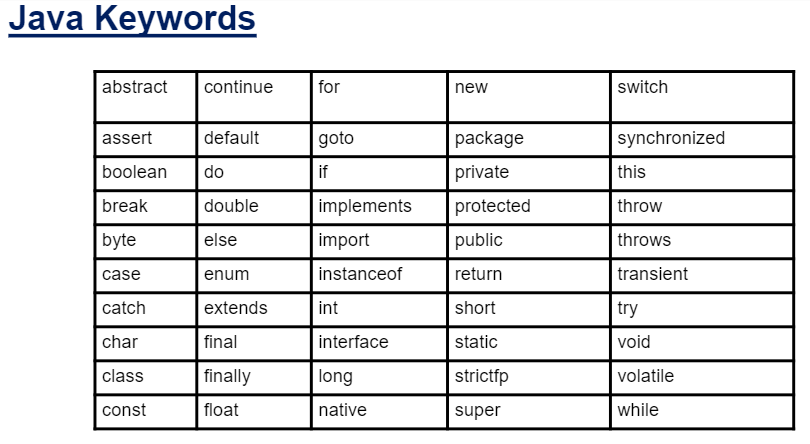 Java Keywords
abstract continue for new switch
assert default goto package synchronized
boolean do if private this
break double implements protected throw
byte else import public throws
case enum instanceof return transient
catch extends int short try
char final interface static void
class finally long strictfp volatile
const float native super while